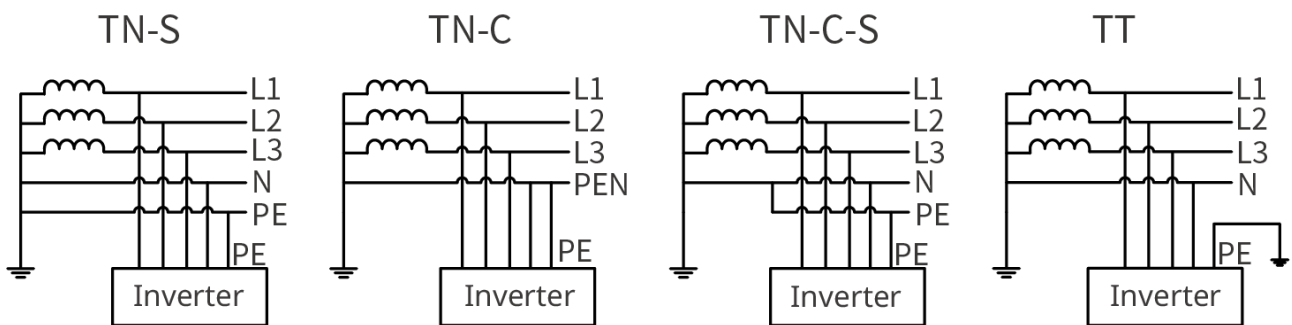 TN-S TN-C TN-C-S TT
L1 L1 L1 L1
L2 L2 L2 L2
L3 L3 L3 L3
N PEN N N
PE PE
PE PE PE PE
Inverter Inverter Inverter Inverter